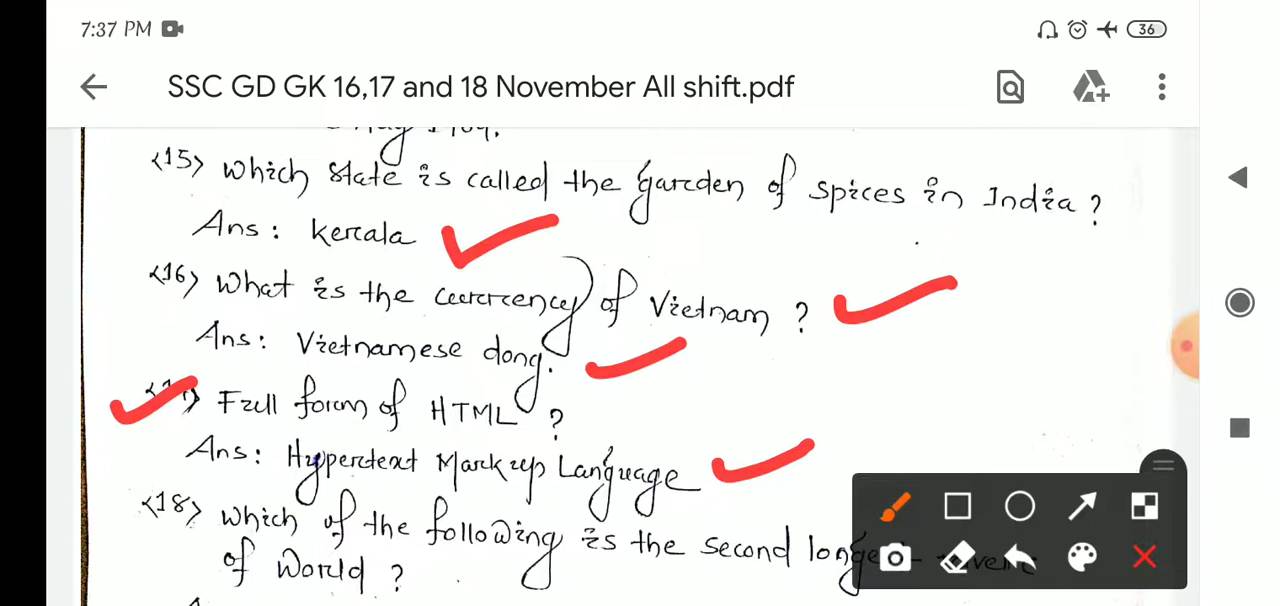 7:37 PM
36
SSC GD GK 16,17 and 18 November All shift.pdf
<15> Which state is called the garden of spices in India ?
Ans : Kerala
<16> What is the currency of Vietnam ?
Ans : Vietnamese dong.
Full form of HTML ?
Ans : Hypertext Markup Language
<18> Which of the following is the second
of World ?